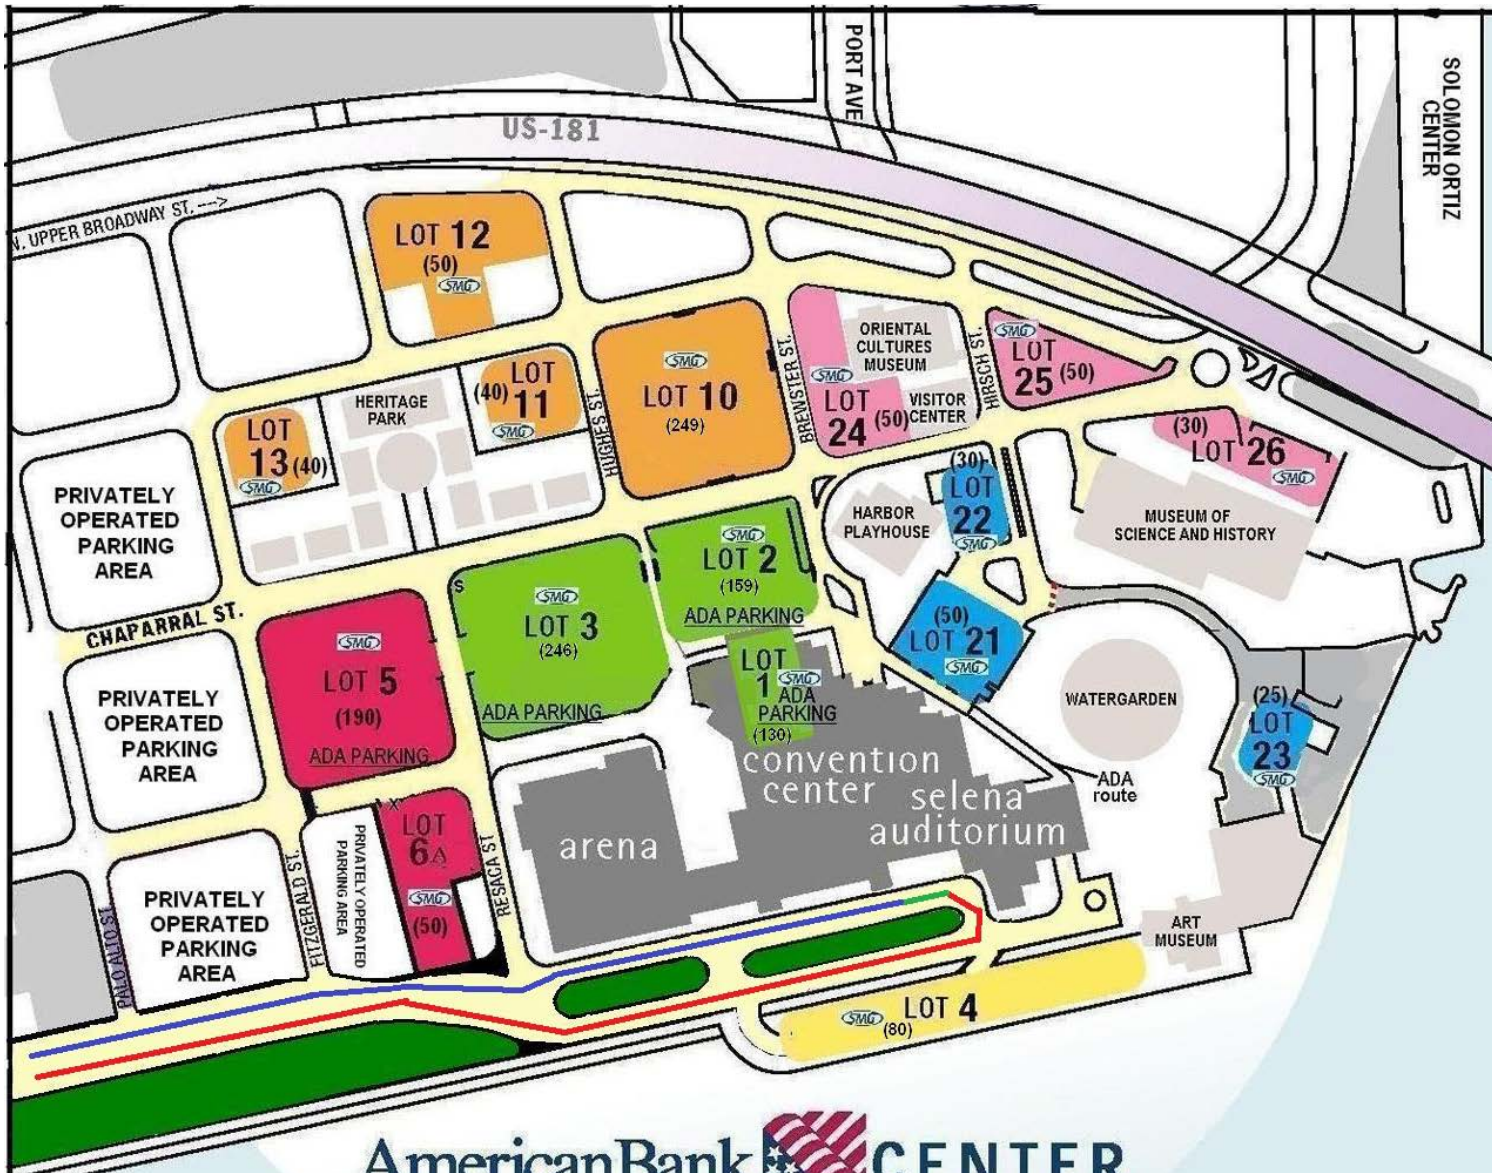 PORT AVE
SOLOMON ORTIZ
CENTER
US-181
N. UPPER BROADWAY ST. --->
LOT 12
(50)
SMG
ORIENTAL
CULTURES
MUSEUM
HIRSCH ST.
SMG
LOT
25 (50)
BREWSTER ST.
SMG
LOT
24 (50)
VISITOR
CENTER
SMG
LOT 10
(249)
LOT
(40) 11
SMG
HUGHES ST.
HERITAGE
PARK
LOT
13 (40)
SMG
(30)
LOT 26
SMG
(30)
LOT
22
SMG
HARBOR
PLAYHOUSE
MUSEUM OF
SCIENCE AND HISTORY
PRIVATELY
OPERATED
PARKING
AREA
SMG
LOT 2
(159)
ADA PARKING
S
SMG
LOT 3
(246)
ADA PARKING
CHAPARRAL ST.
SMG
LOT 5
(190)
ADA PARKING
(50)
LOT 21
SMG
LOT
1 SMG
ADA
PARKING
(130)
WATERGARDEN
(25)
LOT
23
SMG
PRIVATELY
OPERATED
PARKING
AREA
convention
center
selena
auditorium
arena
ADA
route
X
LOT
6A
SMG
(50)
RESACA ST
PRIVATELY OPERATED
PARKING AREA
FITZGERALD ST.
PRIVATELY
OPERATED
PARKING
AREA
PALO ALTO ST.
ART
MUSEUM
SMG LOT 4
(80)
American Bank CENTER